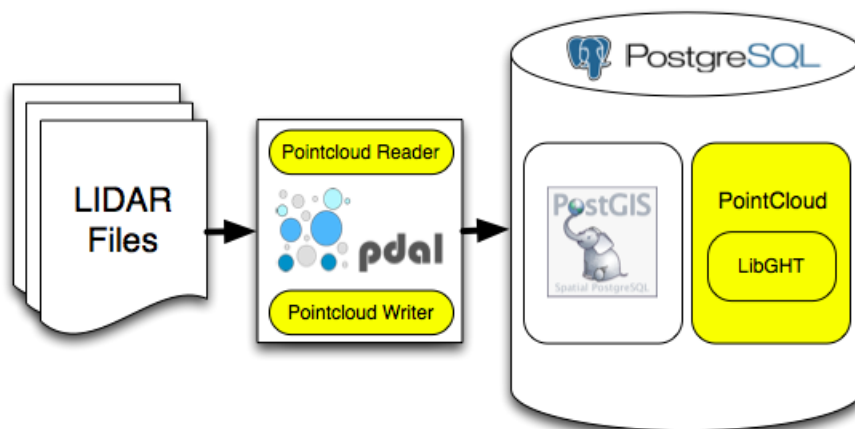 LIDAR
Files
Pointcloud Reader
pdal
Pointcloud Writer
PostgreSQL
PostGIS
Spatial PostgreSQL
PointCloud
LibGHT